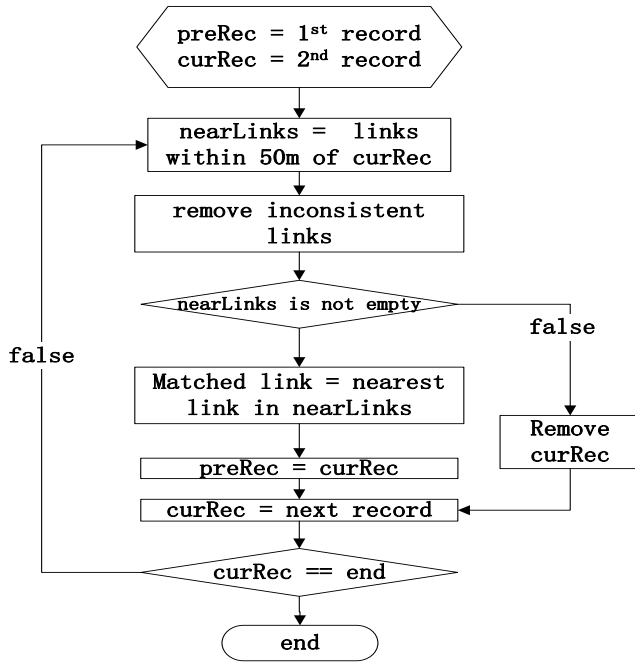 preRec = 1st record
curRec = 2nd record
nearLinks = links
within 50m of curRec
remove inconsistent
links
nearLinks is not empty
false
false
Matched link = nearest
link in nearLinks
Remove
curRec
preRec = curRec
curRec = next record
curRec == end
end